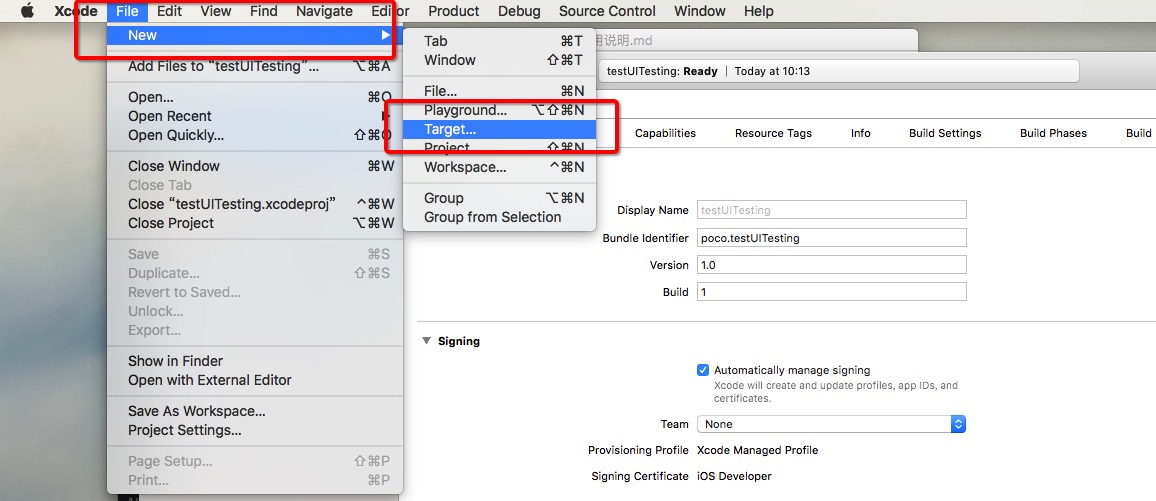 Xcode File Edit View Find Navigate Editor Product Debug Source Control Window Help
New
Add Files to “testUITesting”... ⌥⌘A
Open... ⌘O
Open Recent
Open Quickly... ⇧⌘O
Close Window ⌘W
Close Tab
Close “testUITesting.xcodeproj” ^⌘W
Close Project ⌥⌘W
Save ⌘S
Duplicate... ⇧⌘S
Revert to Saved...
Unlock...
Export...
Show in Finder
Open with External Editor
Save As Workspace...
Project Settings...
Page Setup... ⇧⌘P
Print... ⌘P
Tab ⌘T
Window ⇧⌘T
File... ⌘N
Playground... ⌥⇧⌘N
Target...
Project ⇧⌘N
Workspace... ^⌘N
Group ⌥⌘N
Group from Selection
用说明.md
testUITesting: Ready | Today at 10:13
Capabilities Resource Tags Info Build Settings Build Phases Build
Display Name testUITesting
Bundle Identifier poco.testUITesting
Version 1.0
Build 1
Signing
Automatically manage signing
Xcode will create and update profiles, app IDs, and
certificates.
Team None
Provisioning Profile Xcode Managed Profile
Signing Certificate iOS Developer